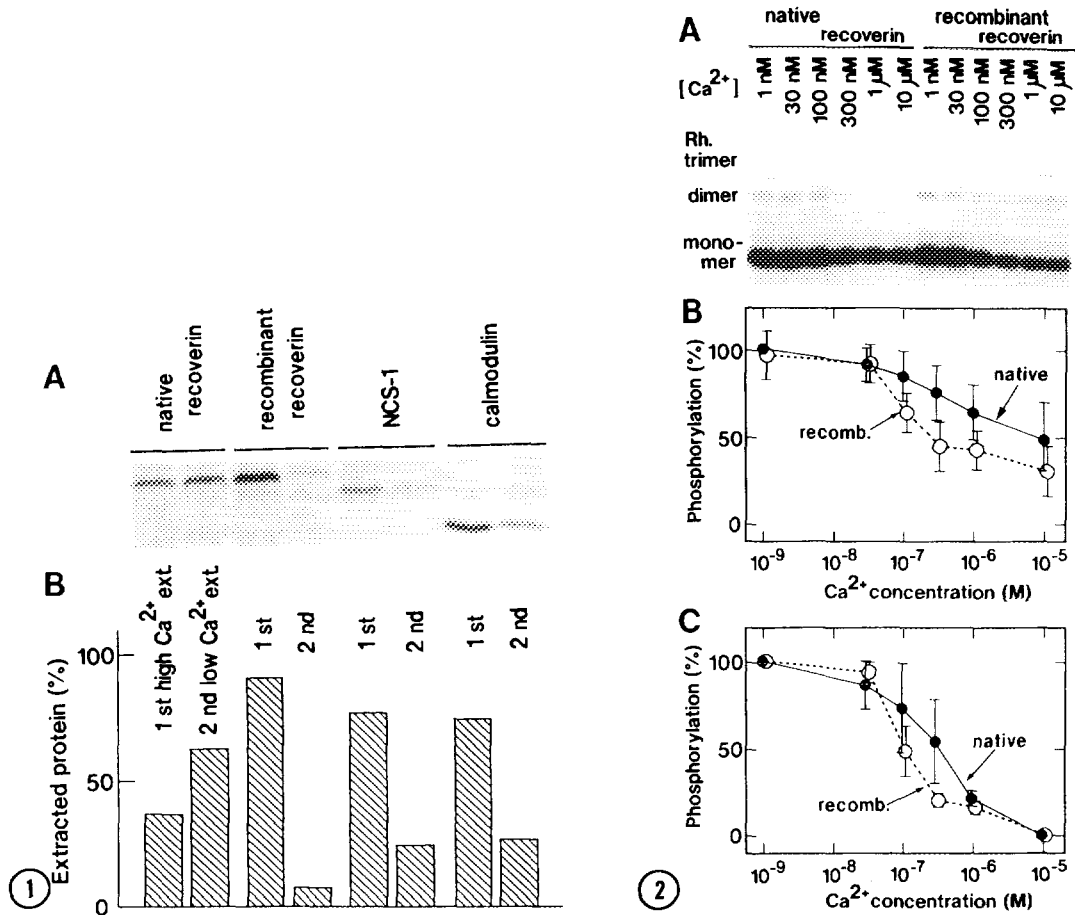 A
native
recoverin
recombinant
recoverin
NCS-1
calmodulin
B
Extracted protein (%)
100
50
0
1 st high Ca2+ ext.
2 nd low Ca2+ ext.
1 st
2 nd
1 st
2 nd
1 st
2 nd
1
A
native
recoverin
recombinant
recoverin
[Ca2+]
1 nM
30 nM
100 nM
300 nM
1 µM
10 µM
1 nM
30 nM
100 nM
300 nM
1 µM
10 µM
Rh.
trimer
dimer
mono-
mer
B
Phosphorylation (%)
100
50
0
native
recomb.
10-9
10-8
10-7
10-6
10-5
Ca2+ concentration (M)
C
Phosphorylation (%)
100
50
0
native
recomb.
10-9
10-8
10-7
10-6
10-5
Ca2+ concentration (M)
2